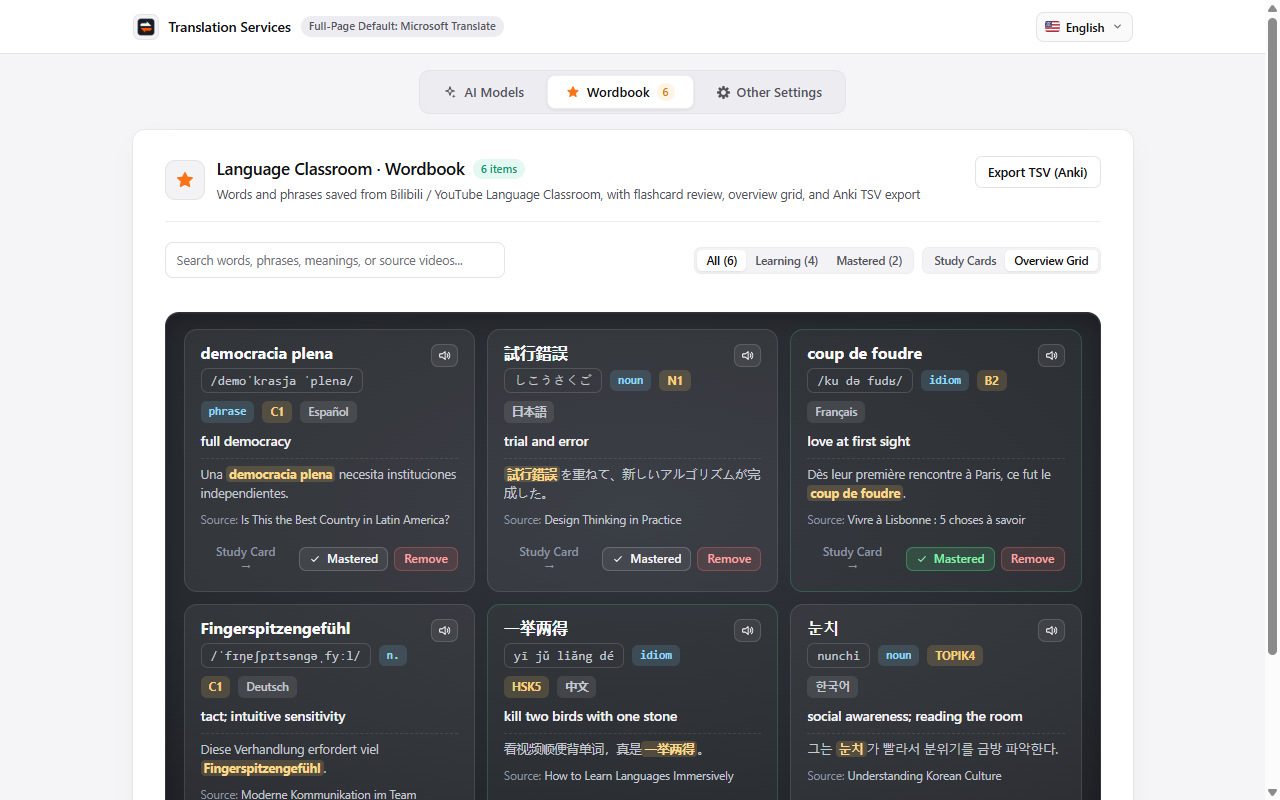 Translation Services
Full-Page Default: Microsoft Translate
English
AI Models
Wordbook 6
Other Settings
Language Classroom · Wordbook
6 items
Words and phrases saved from Bilibili / YouTube Language Classroom, with flashcard review, overview grid, and Anki TSV export
Export TSV (Anki)
Search words, phrases, meanings, or source videos...
All (6)
Learning (4)
Mastered (2)
Study Cards
Overview Grid
democracia plena
/demoˈkrasja ˈplena/
phrase
C1
Español
full democracy
Una democracia plena necesita instituciones
independientes.
Source: Is This the Best Country in Latin America?
Study Card
→
✓ Mastered
Remove
試行錯誤
しこうさくご
noun
N1
日本語
trial and error
試行錯誤を重ねて、新しいアルゴリズムが完
成した。
Source: Design Thinking in Practice
Study Card
→
✓ Mastered
Remove
coup de foudre
/ku də fudʁ/
idiom
B2
Français
love at first sight
Dès leur première rencontre à Paris, ce fut le
coup de foudre.
Source: Vivre à Lisbonne : 5 choses à savoir
Study Card
→
✓ Mastered
Remove
Fingerspitzengefühl
/ˈfɪŋɐʃpɪtsənɡəˌfyːl/
n.
C1
Deutsch
tact; intuitive sensitivity
Diese Verhandlung erfordert viel
Fingerspitzengefühl.
Source: Moderne Kommunikation im Team
一举两得
yī jǔ liǎng dé
idiom
HSK5
中文
kill two birds with one stone
看视频顺便背单词，真是一举两得。
Source: How to Learn Languages Immersively
눈치
nunchi
noun
TOPIK4
한국어
social awareness; reading the room
그는 눈치가 빨라서 분위기를 금방 파악한다.
Source: Understanding Korean Culture